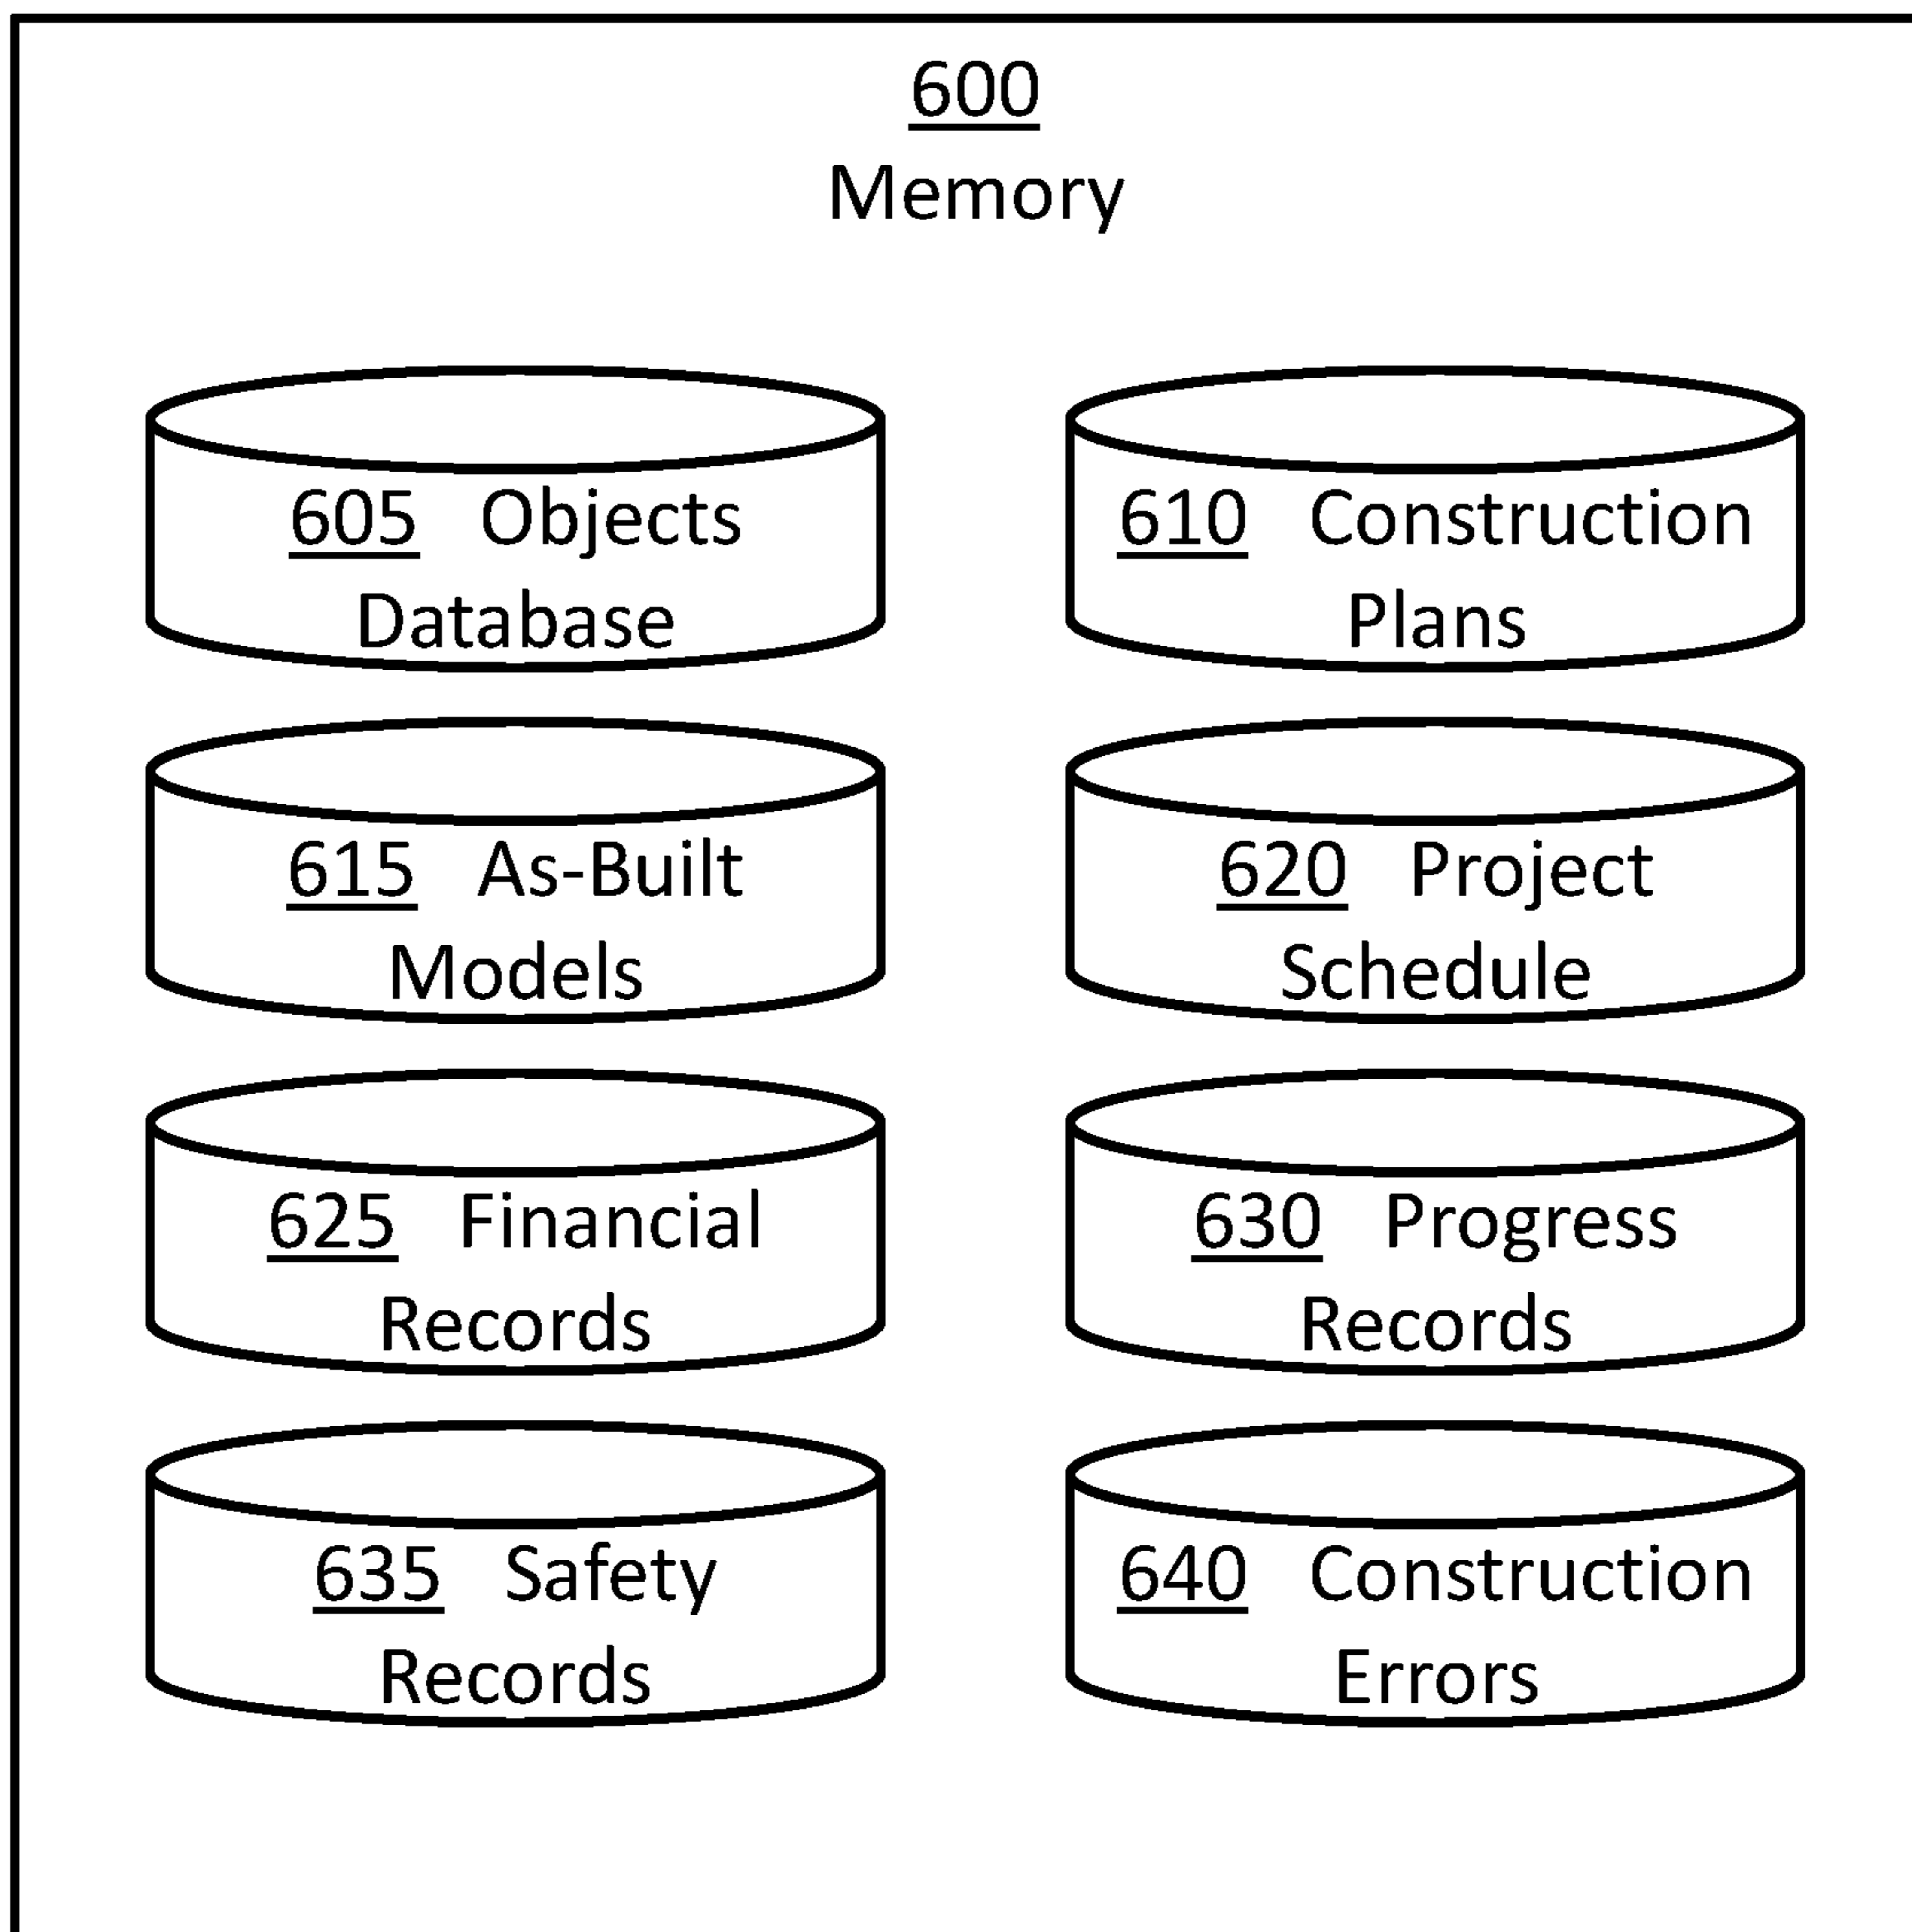 600
Memory
605 Objects
Database
610 Construction
Plans
615 As-Built
Models
620 Project
Schedule
625 Financial
Records
630 Progress
Records
635 Safety
Records
640 Construction
Errors